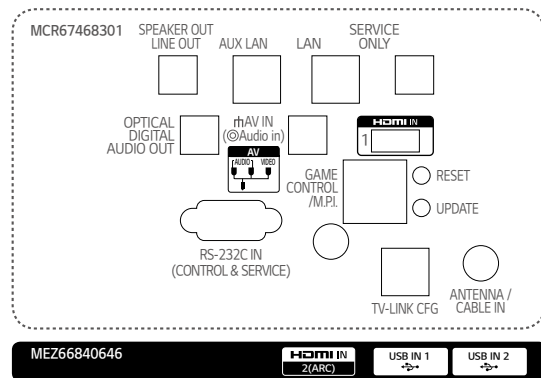 MCR67468301
SPEAKER OUT
LINE OUT
AUX LAN
LAN
SERVICE
ONLY
OPTICAL
DIGITAL
AUDIO OUT
AV IN
(◎Audio in)
HDMI IN
1
AV
AUDIO
VIDEO
GAME
CONTROL
/M.P.I.
RESET
UPDATE
RS-232C IN
(CONTROL & SERVICE)
TV-LINK CFG
ANTENNA /
CABLE IN
MEZ66840646
HDMI IN
2(ARC)
USB IN 1
USB IN 2